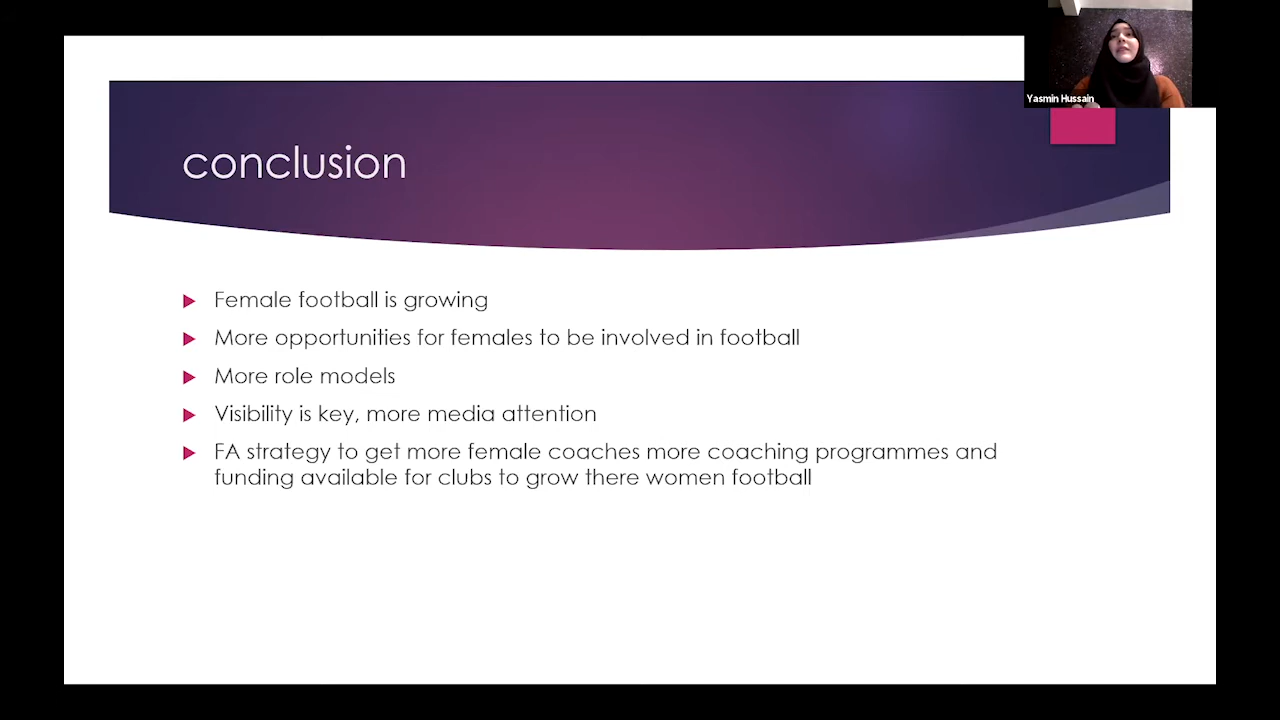 Yasmin Hussain
conclusion
Female football is growing
More opportunities for females to be involved in football
More role models
Visibility is key, more media attention
FA strategy to get more female coaches more coaching programmes and
funding available for clubs to grow there women football